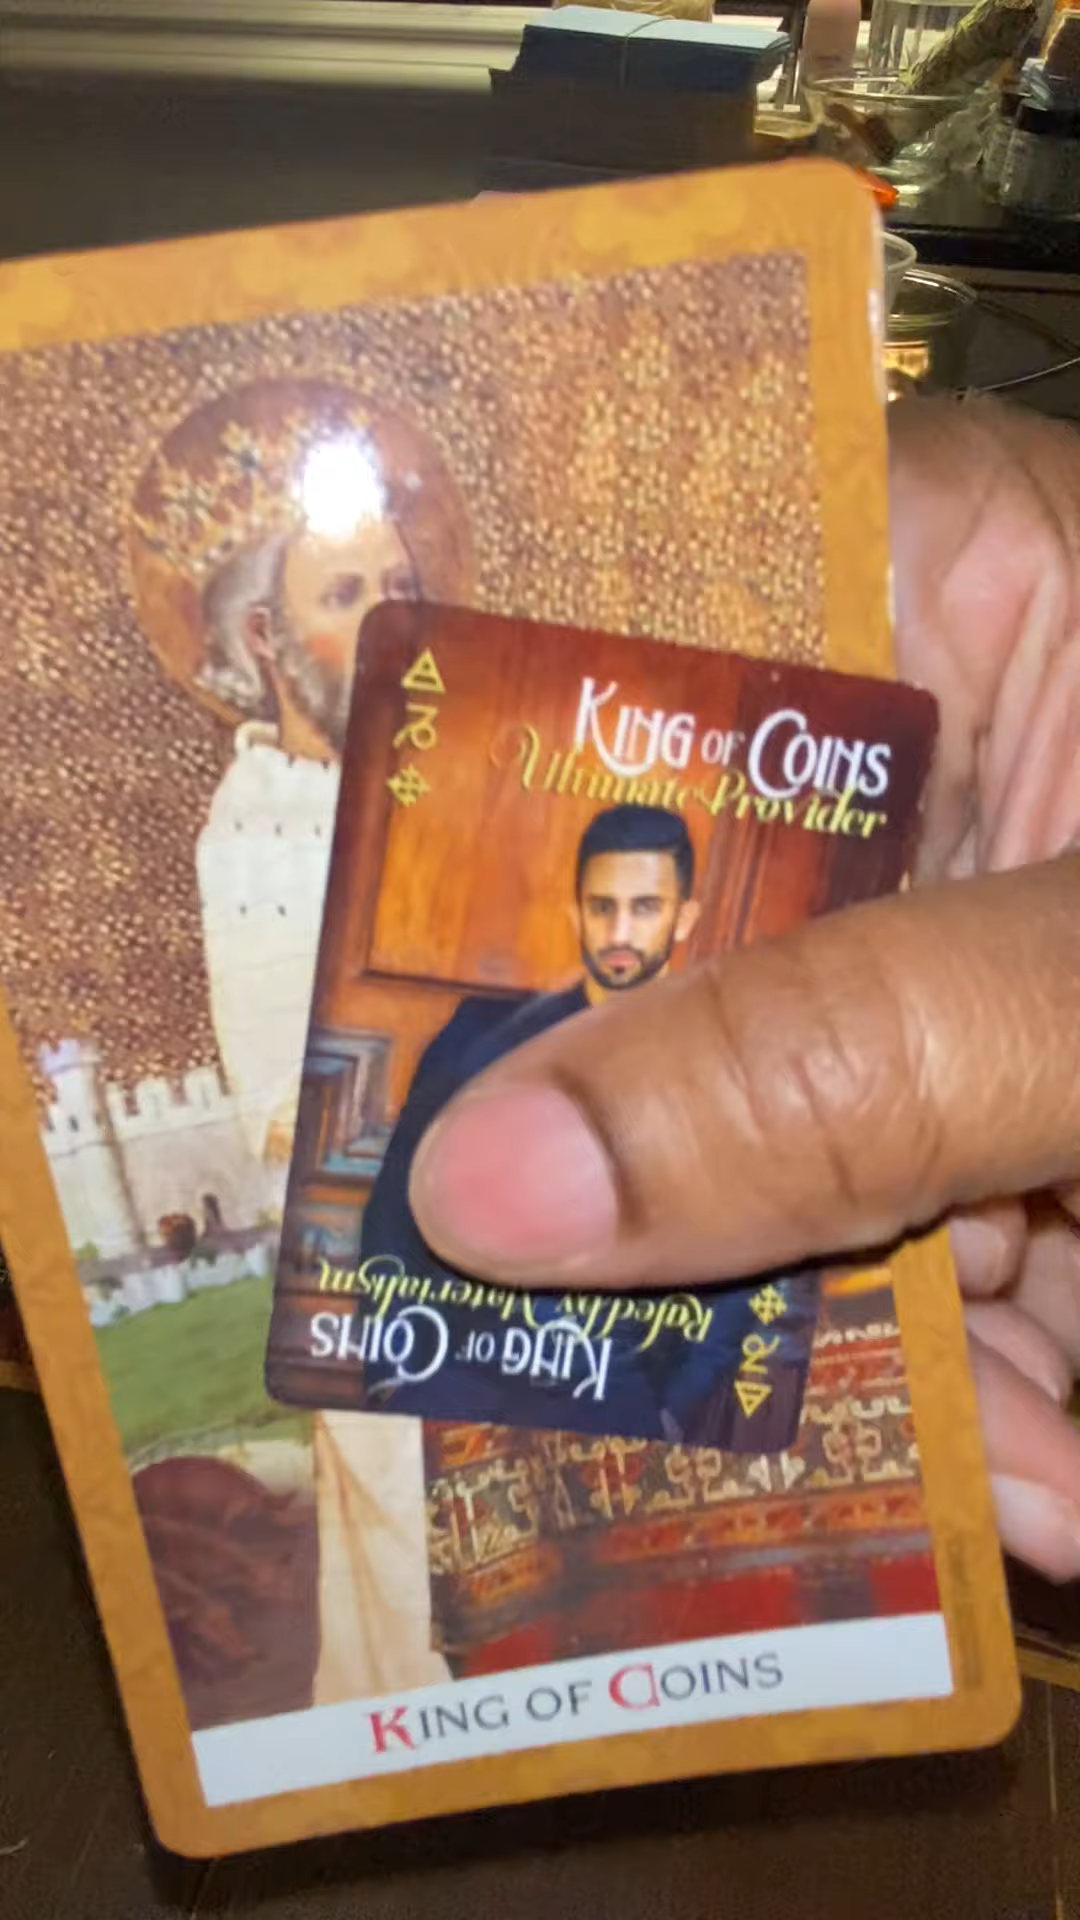 KING OF COINS
Ultimate Provider
Ruled by Materialism
KING OF COINS
KING OF COINS